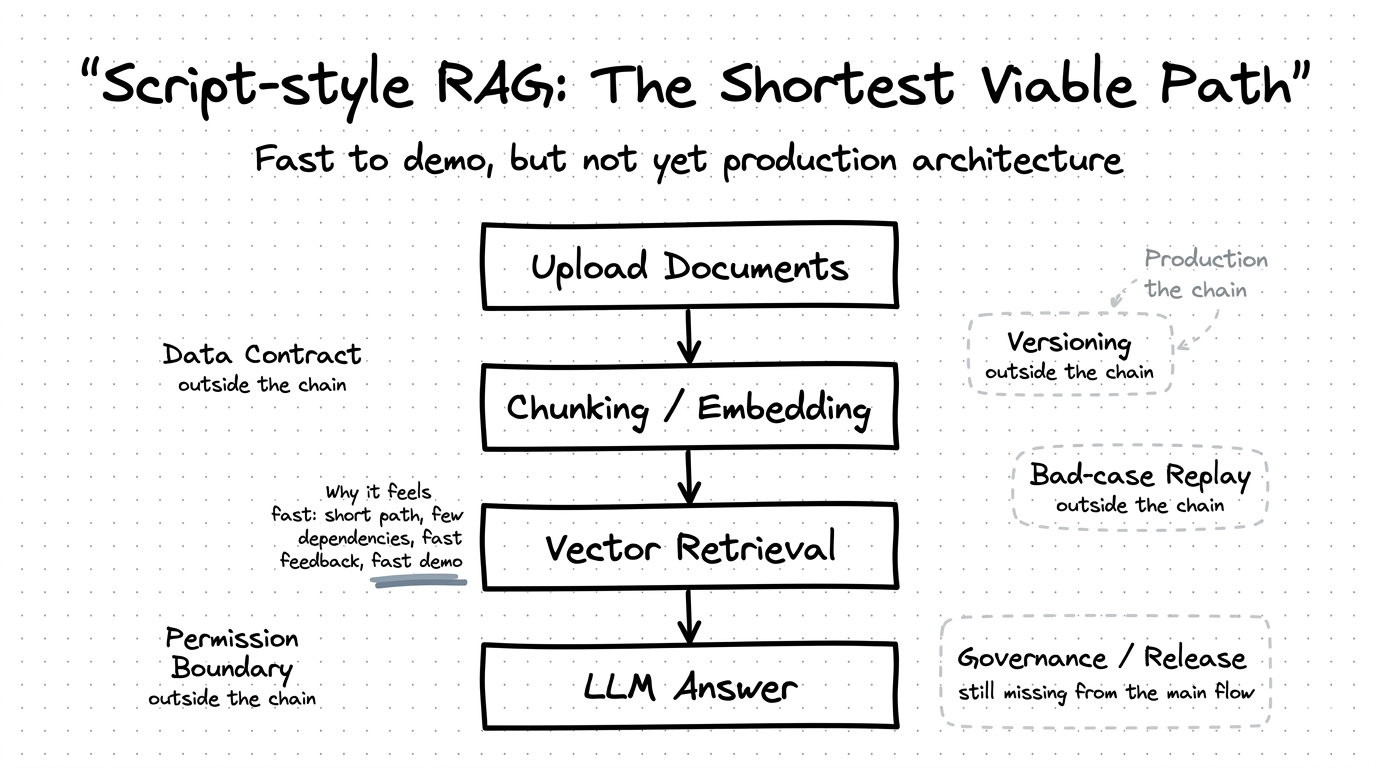 “Script-style RAG: The Shortest Viable Path”
Fast to demo, but not yet production architecture
Upload Documents
Production
the chain
Versioning
outside the chain
Data Contract
outside the chain
Chunking / Embedding
Bad-case Replay
outside the chain
Why it feels
fast: short path, few
dependencies, fast
feedback, fast demo
Vector Retrieval
Permission
Boundary
outside the chain
LLM Answer
Governance / Release
still missing from the main flow